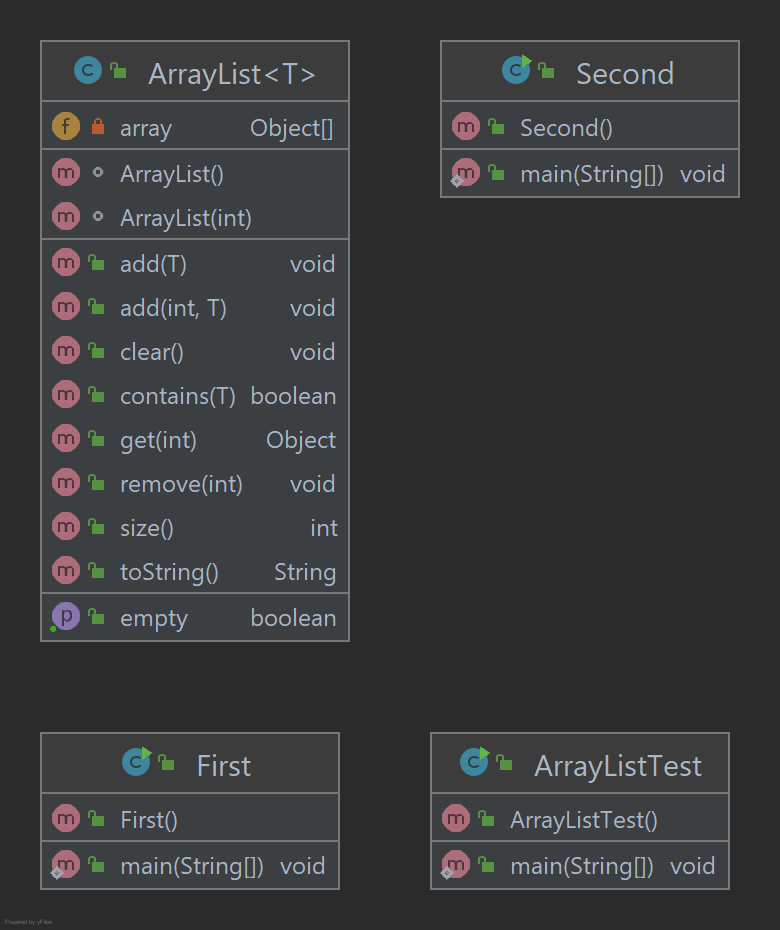 ArrayList<T>
array Object[]
ArrayList()
ArrayList(int)
add(T) void
add(int, T) void
clear() void
contains(T) boolean
get(int) Object
remove(int) void
size() int
toString() String
empty boolean
Second
Second()
main(String[]) void
First
First()
main(String[]) void
ArrayListTest
ArrayListTest()
main(String[]) void
Powered by yFiles